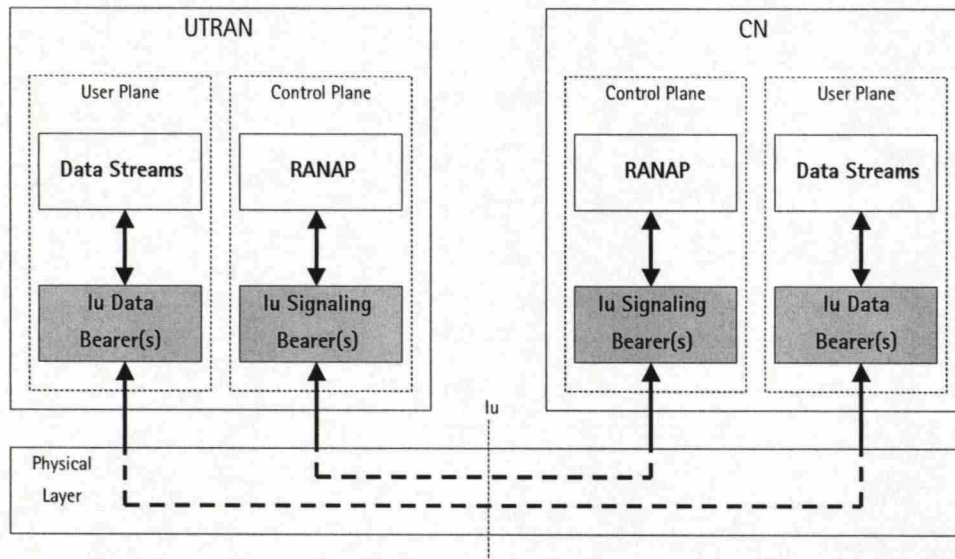 UTRAN
CN
User Plane
Control Plane
Control Plane
User Plane
Data Streams
RANAP
RANAP
Data Streams
Iu Data
Bearer(s)
Iu Signaling
Bearer(s)
Iu Signaling
Bearer(s)
Iu Data
Bearer(s)
Iu
Physical
Layer